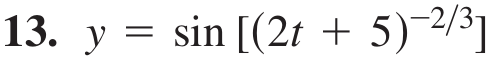 13. y = sin [(2t + 5)⁻²/³]